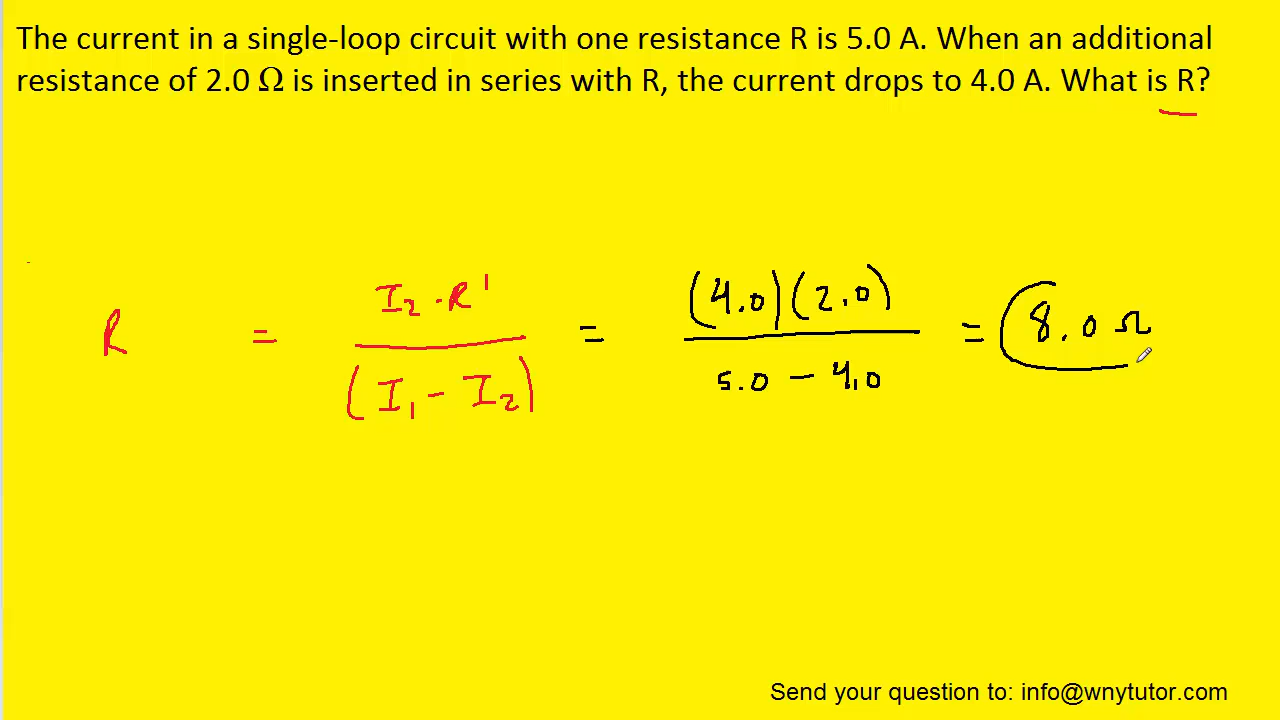 The current in a single-loop circuit with one resistance R is 5.0 A. When an additional
resistance of 2.0 Ω is inserted in series with R, the current drops to 4.0 A. What is R?
R = I₂ · R' / (I₁ − I₂) = (4.0)(2.0) / 5.0 − 4.0 = 8.0 Ω
Send your question to: info@wnytutor.com